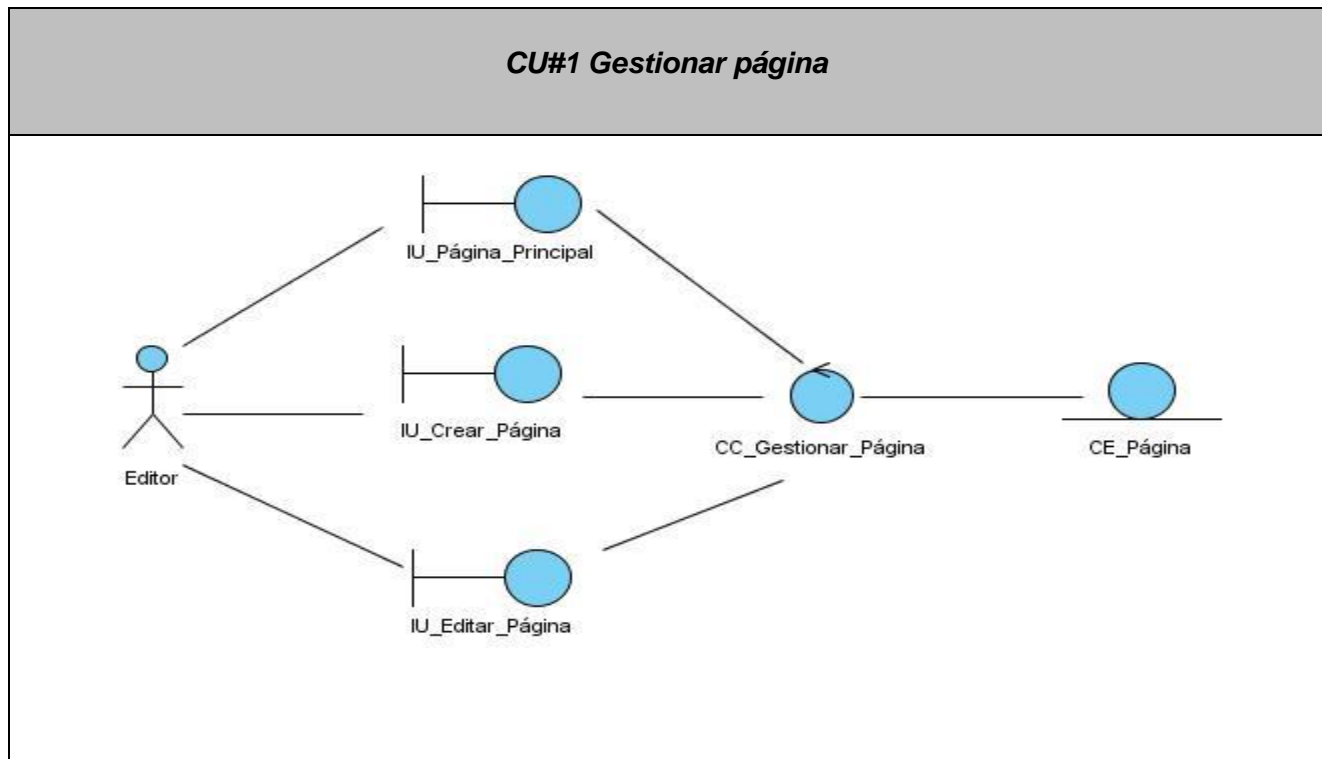 CU#1 Gestionar página
IU_Página_Principal
IU_Crear_Página
CC_Gestionar_Página
CE_Página
Editor
IU_Editar_Página